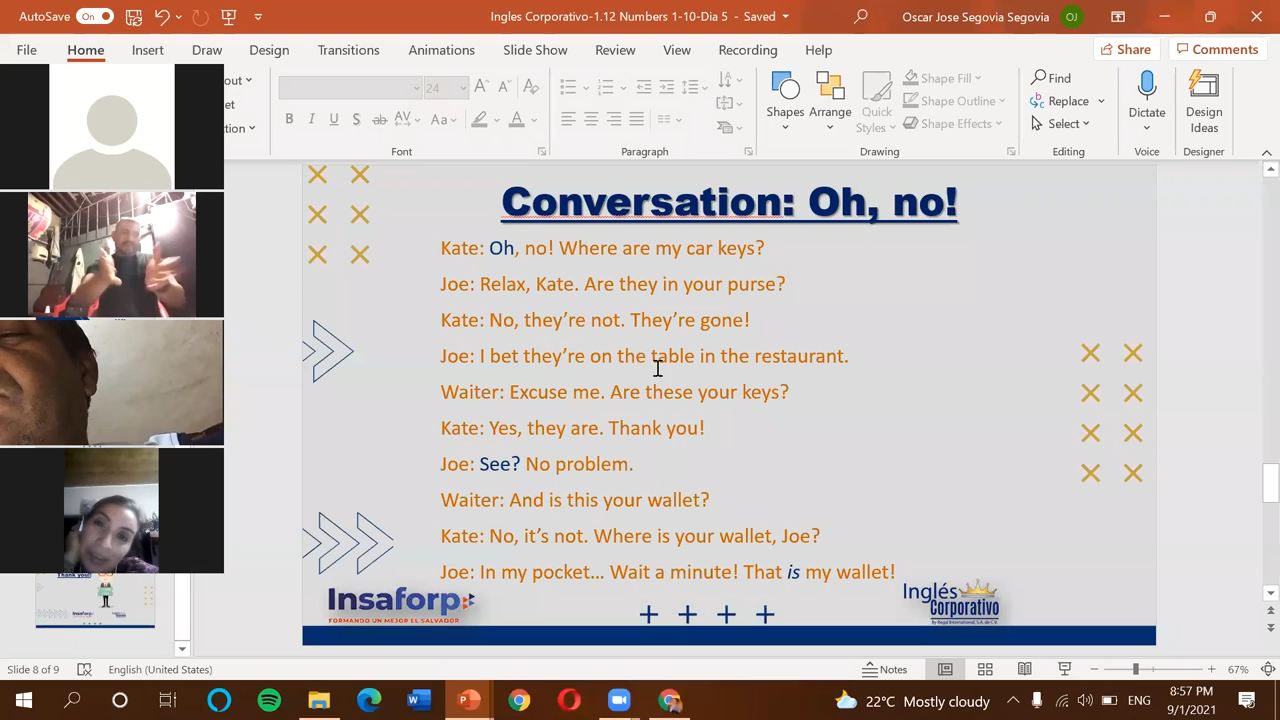 AutoSave On
Ingles Corporativo-1.12 Numbers 1-10-Dia 5 - Saved
Oscar Jose Segovia Segovia OJ
File Home Insert Draw Design Transitions Animations Slide Show Review View Recording Help Share Comments
24
Shapes Arrange Quick Styles
Shape Fill
Shape Outline
Shape Effects
Find
Replace
Select
Dictate
Design Ideas
Font Paragraph Drawing Editing Voice Designer
Conversation: Oh, no!
Kate: Oh, no! Where are my car keys?
Joe: Relax, Kate. Are they in your purse?
Kate: No, they're not. They're gone!
Joe: I bet they're on the table in the restaurant.
Waiter: Excuse me. Are these your keys?
Kate: Yes, they are. Thank you!
Joe: See? No problem.
Waiter: And is this your wallet?
Kate: No, it's not. Where is your wallet, Joe?
Joe: In my pocket... Wait a minute! That is my wallet!
Insaforp
FORMANDO UN MEJOR EL SALVADOR
Inglés
Corporativo
by Regal International, S.A. de C.V.
Thank you!
Slide 8 of 9 English (United States) Notes 67%
22°C Mostly cloudy ENG
8:57 PM
9/1/2021